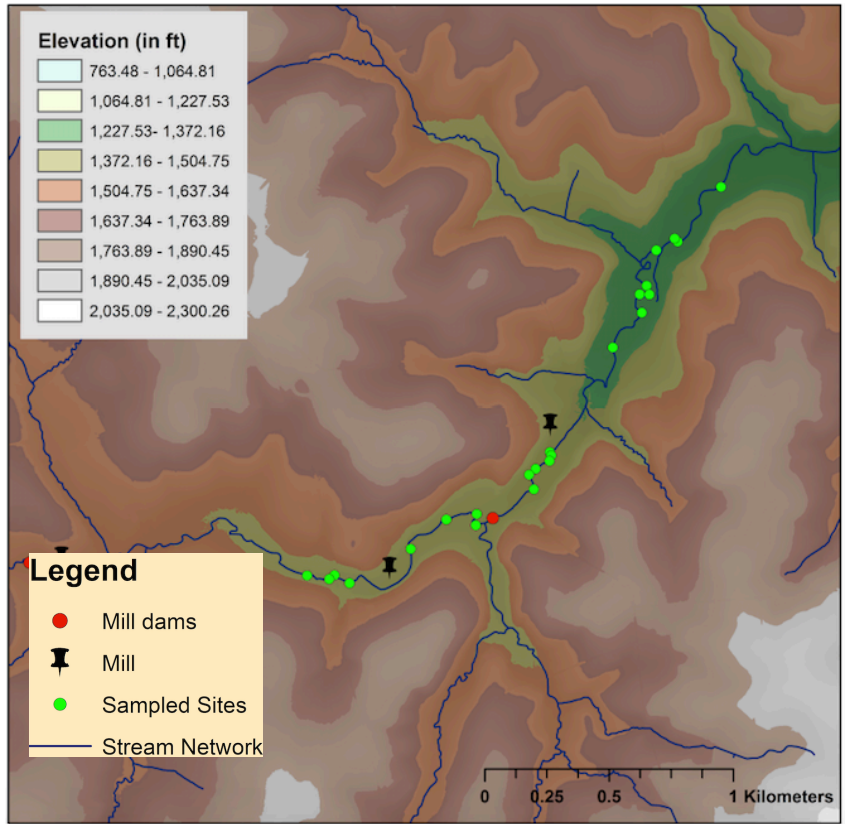 Elevation (in ft)
763.48 - 1,064.81
1,064.81 - 1,227.53
1,227.53- 1,372.16
1,372.16 - 1,504.75
1,504.75 - 1,637.34
1,637.34 - 1,763.89
1,763.89 - 1,890.45
1,890.45 - 2,035.09
2,035.09 - 2,300.26
Legend
Mill dams
Mill
Sampled Sites
Stream Network
0 0.25 0.5 1 Kilometers